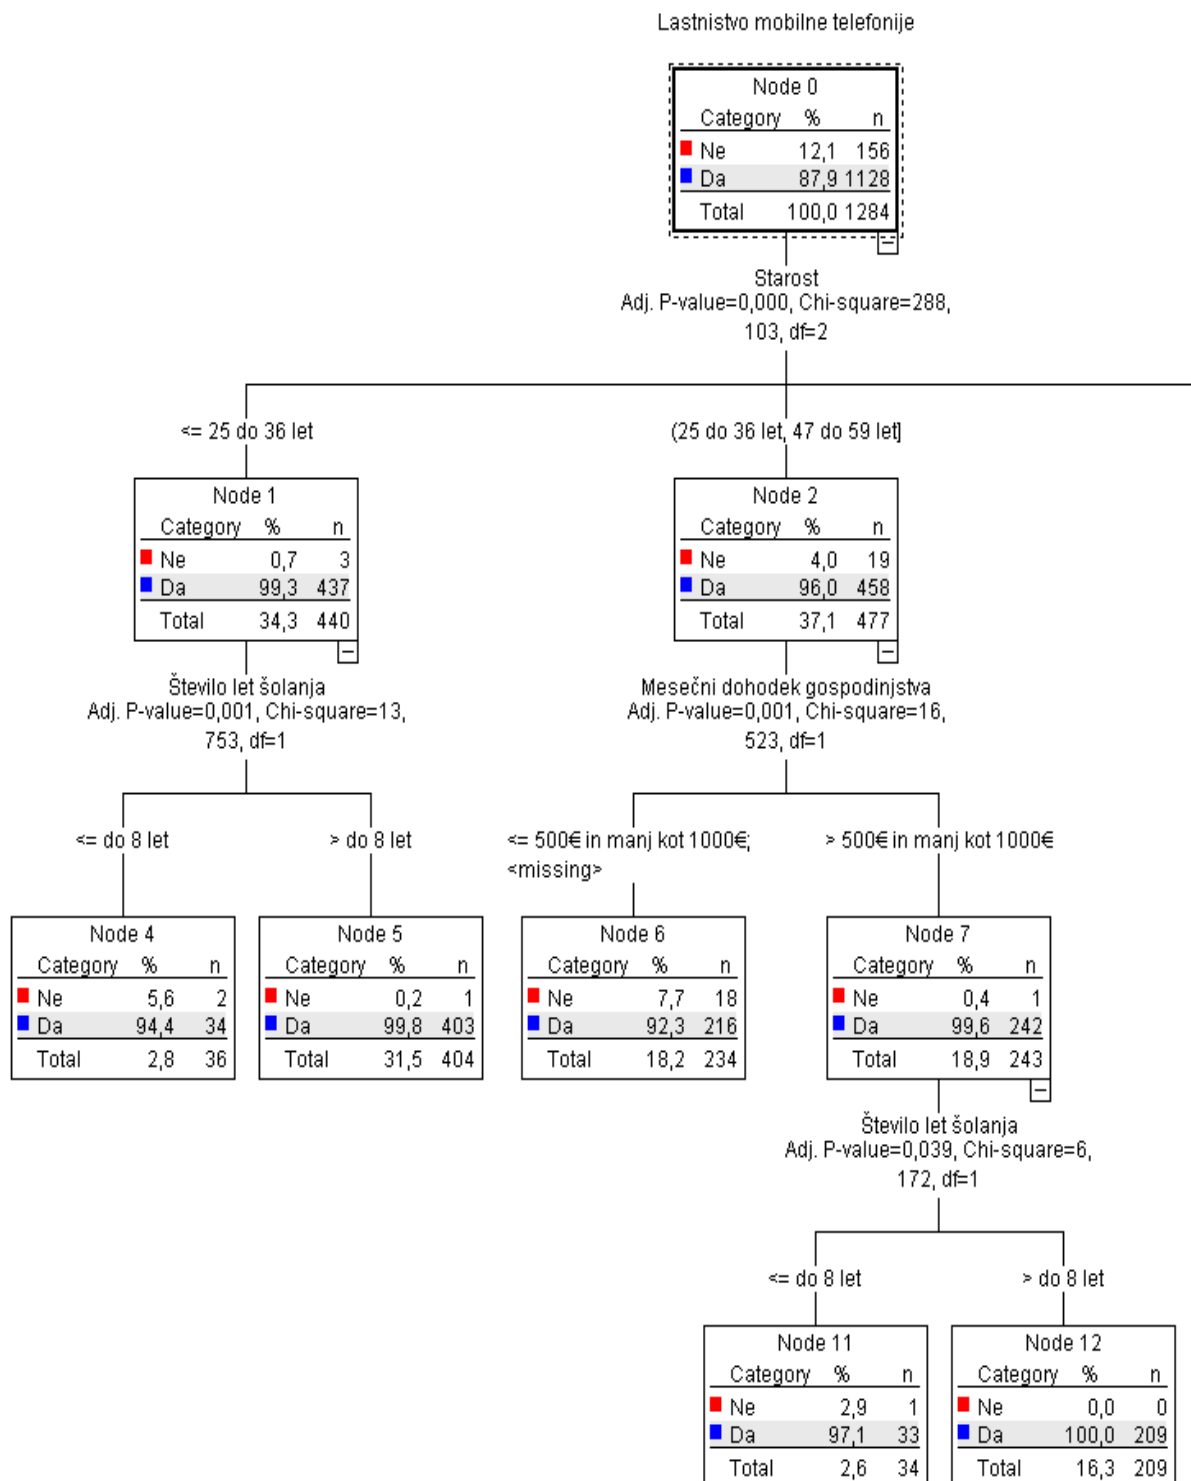 Lastnistvo mobilne telefonije
Node 0
Category % n
Ne 12,1 156
Da 87,9 1128
Total 100,0 1284
Starost
Adj. P-value=0,000, Chi-square=288,
103, df=2
<= 25 do 36 let
(25 do 36 let, 47 do 59 let]
Node 1
Category % n
Ne 0,7 3
Da 99,3 437
Total 34,3 440
Node 2
Category % n
Ne 4,0 19
Da 96,0 458
Total 37,1 477
Število let šolanja
Adj. P-value=0,001, Chi-square=13,
753, df=1
Mesečni dohodek gospodinjstva
Adj. P-value=0,001, Chi-square=16,
523, df=1
<= do 8 let
> do 8 let
<= 500€ in manj kot 1000€;
<missing>
> 500€ in manj kot 1000€
Node 4
Category % n
Ne 5,6 2
Da 94,4 34
Total 2,8 36
Node 5
Category % n
Ne 0,2 1
Da 99,8 403
Total 31,5 404
Node 6
Category % n
Ne 7,7 18
Da 92,3 216
Total 18,2 234
Node 7
Category % n
Ne 0,4 1
Da 99,6 242
Total 18,9 243
Število let šolanja
Adj. P-value=0,039, Chi-square=6,
172, df=1
<= do 8 let
> do 8 let
Node 11
Category % n
Ne 2,9 1
Da 97,1 33
Total 2,6 34
Node 12
Category % n
Ne 0,0 0
Da 100,0 209
Total 16,3 209